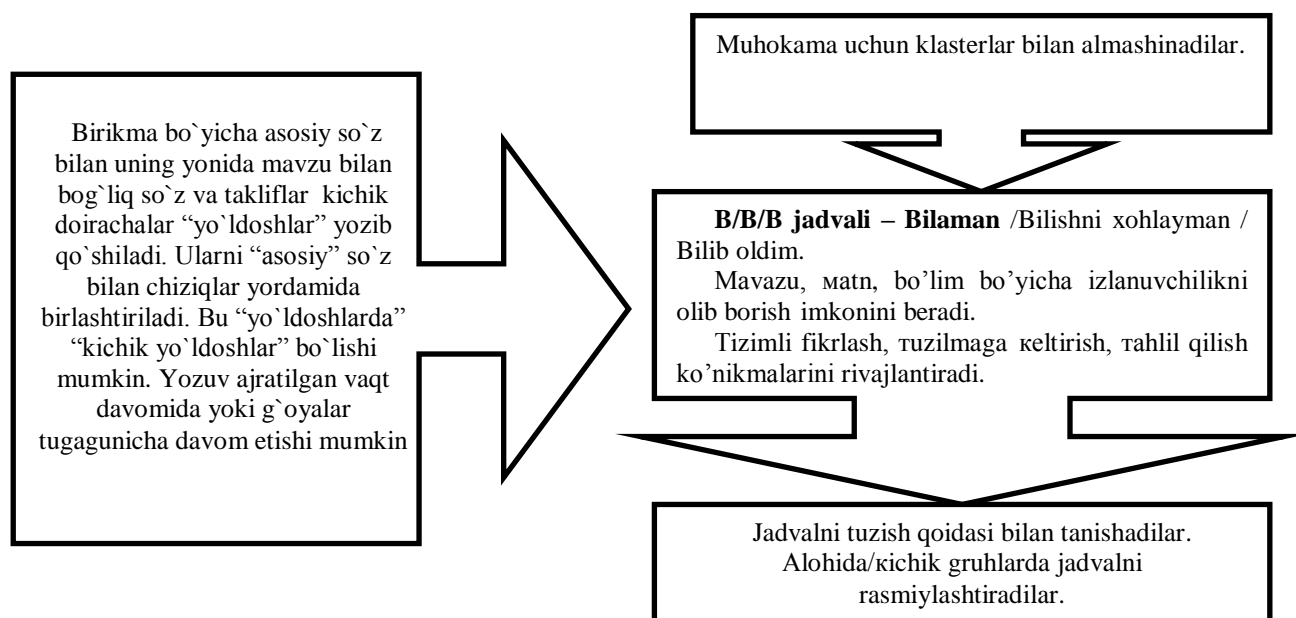 Birikma bo`yicha asosiy so`z
bilan uning yonida mavzu bilan
bog`liq so`z va takliflar kichik
doirachalar “yo`ldoshlar” yozib
qo`shiladi. Ularni “asosiy” so`z
bilan chiziqlar yordamida
birlashtiriladi. Bu “yo`ldoshlarda”
“kichik yo`ldoshlar” bo`lishi
mumkin. Yozuv ajratilgan vaqt
davomida yoki g`oyalar
tugagunicha davom etishi mumkin
Muhokama uchun klasterlar bilan almashinadilar.
B/B/B jadvali – Bilaman /Bilishni xohlayman /
Bilib oldim.
Mavazu, мatn, bo’lim bo’yicha izlanuvchilikni
olib borish imkonini beradi.
Tizimli fikrlash, тuzilmaga кeltirish, тahlil qilish
ko’nikmalarini rivajlantiradi.
Jadvalni tuzish qoidasi bilan tanishadilar.
Alohida/кichik gruhlarda jadvalni
rasmiylashtiradilar.